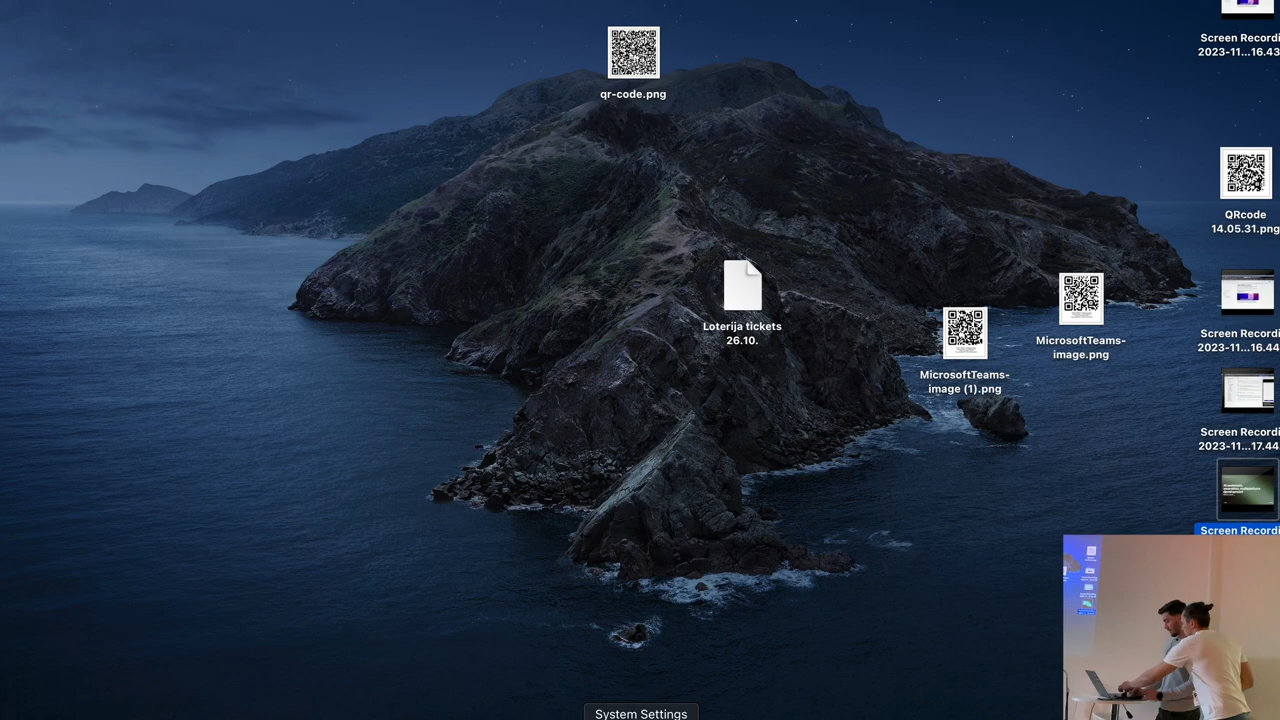 Screen Recordi
2023-11...16.43
qr-code.png
QRcode
14.05.31.png
Loterija tickets
26.10.
MicrosoftTeams-
image.png
MicrosoftTeams-
image (1).png
Screen Recordi
2023-11...16.44
Screen Recordi
2023-11...17.44
Screen Recordi
System Settings